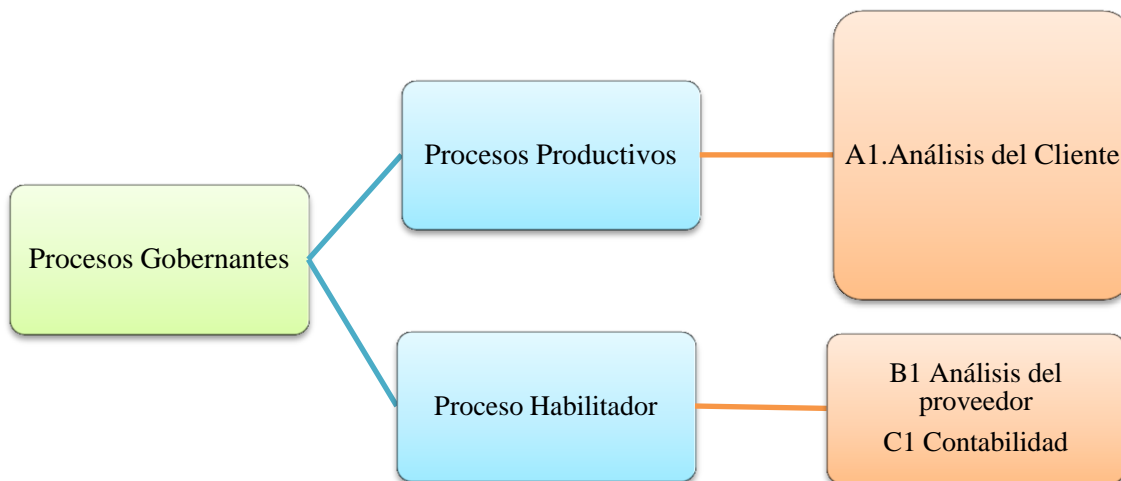 Procesos Gobernantes
Procesos Productivos
A1.Análisis del Cliente
Proceso Habilitador
B1 Análisis del
proveedor
C1 Contabilidad